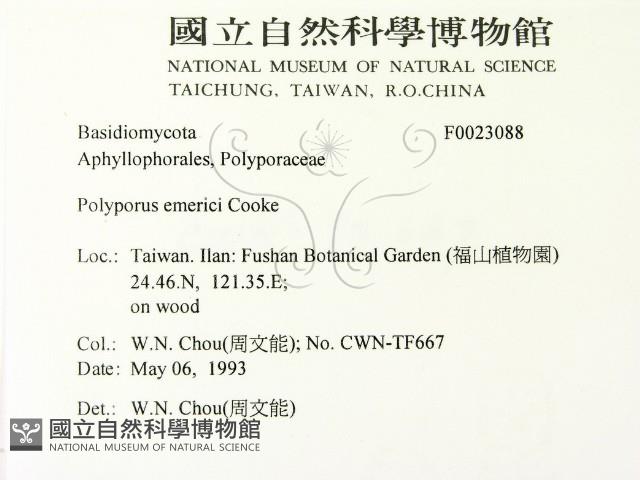 國立自然科學博物館
NATIONAL MUSEUM OF NATURAL SCIENCE
TAICHUNG, TAIWAN, R.O.CHINA
Basidiomycota F0023088
Aphyllophorales, Polyporaceae
Polyporus emerici Cooke
Loc.: Taiwan. Ilan: Fushan Botanical Garden (福山植物園)
24.46.N, 121.35.E;
on wood
Col.: W.N. Chou(周文能); No. CWN-TF667
Date: May 06, 1993
Det.: W.N. Chou(周文能)
國立自然科學博物館
NATIONAL MUSEUM OF NATURAL SCIENCE